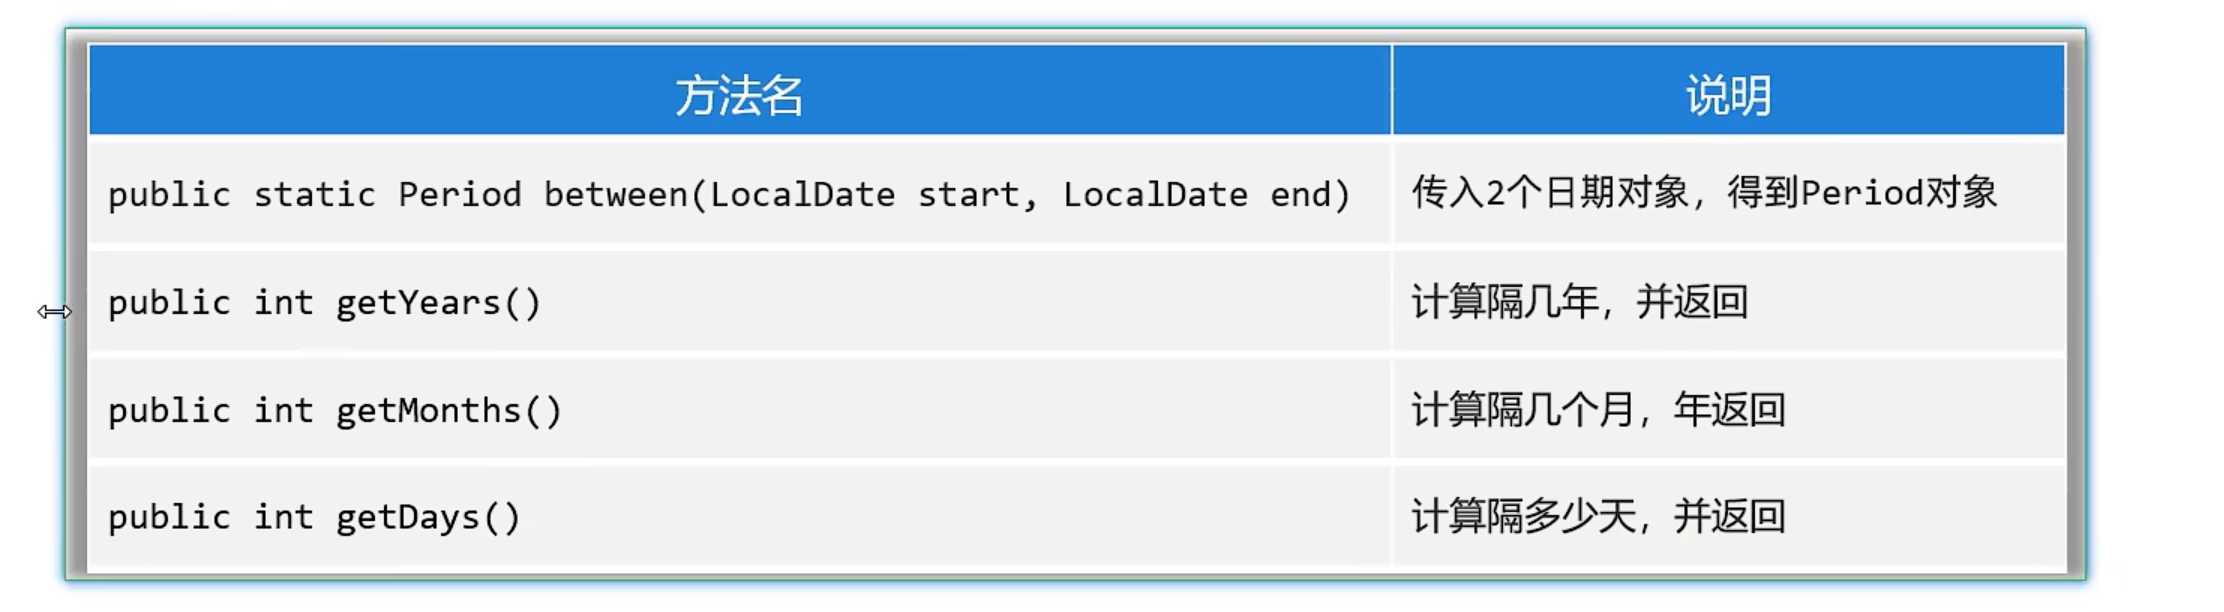 方法名 说明
public static Period between(LocalDate start, LocalDate end) 传入2个日期对象，得到Period对象
public int getYears() 计算隔几年，并返回
public int getMonths() 计算隔几个月，年返回
public int getDays() 计算隔多少天，并返回